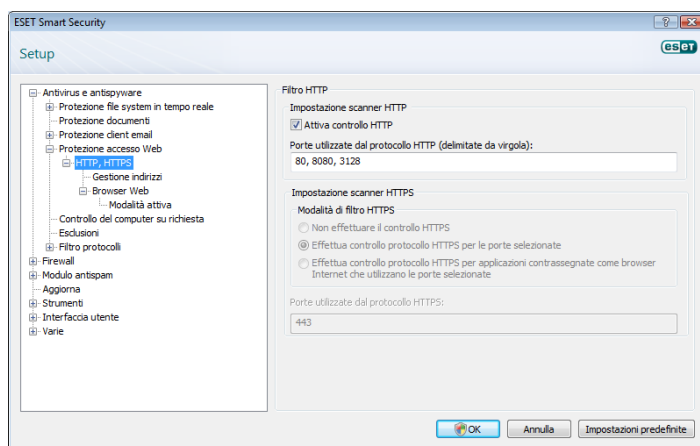 ESET Smart Security
Setup
eset
Antivirus e antispyware
Protezione file system in tempo reale
Protezione documenti
Protezione client email
Protezione accesso Web
HTTP, HTTPS
Gestione indirizzi
Browser Web
Modalità attiva
Controllo del computer su richiesta
Esclusioni
Filtro protocolli
Firewall
Modulo antispam
Aggiorna
Strumenti
Interfaccia utente
Varie
Filtro HTTP
Impostazione scanner HTTP
Attiva controllo HTTP
Porte utilizzate dal protocollo HTTP (delimitate da virgola):
80, 8080, 3128
Impostazione scanner HTTPS
Modalità di filtro HTTPS
Non effettuare il controllo HTTPS
Effettua controllo protocollo HTTPS per le porte selezionate
Effettua controllo protocollo HTTPS per applicazioni contrassegnate come browser
Internet che utilizzano le porte selezionate
Porte utilizzate dal protocollo HTTPS:
443
OK
Annulla
Impostazioni predefinite